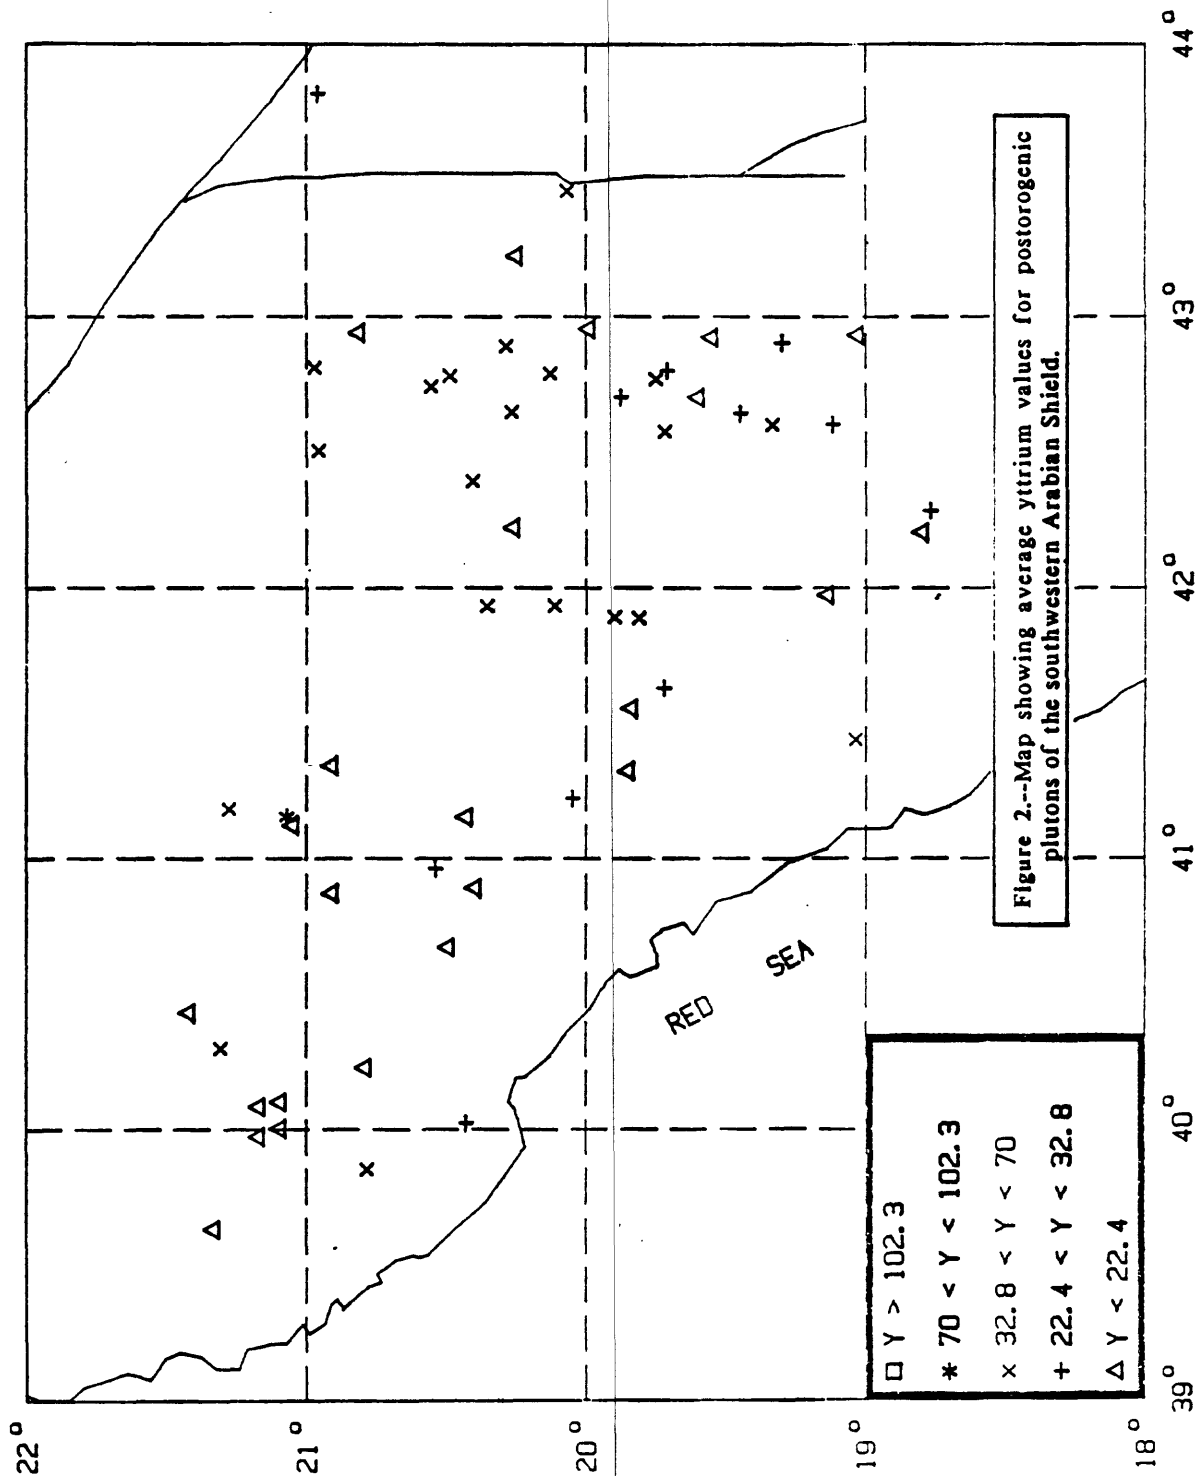 22°
21°
20°
19°
18°
39°
40°
41°
42°
43°
44°
RED SEA
□ Y > 102.3
* 70 < Y < 102.3
x 32.8 < Y < 70
+ 22.4 < Y < 32.8
Δ Y < 22.4
Figure 2.--Map showing average yttrium values for postorogenic
plutons of the southwestern Arabian Shield.